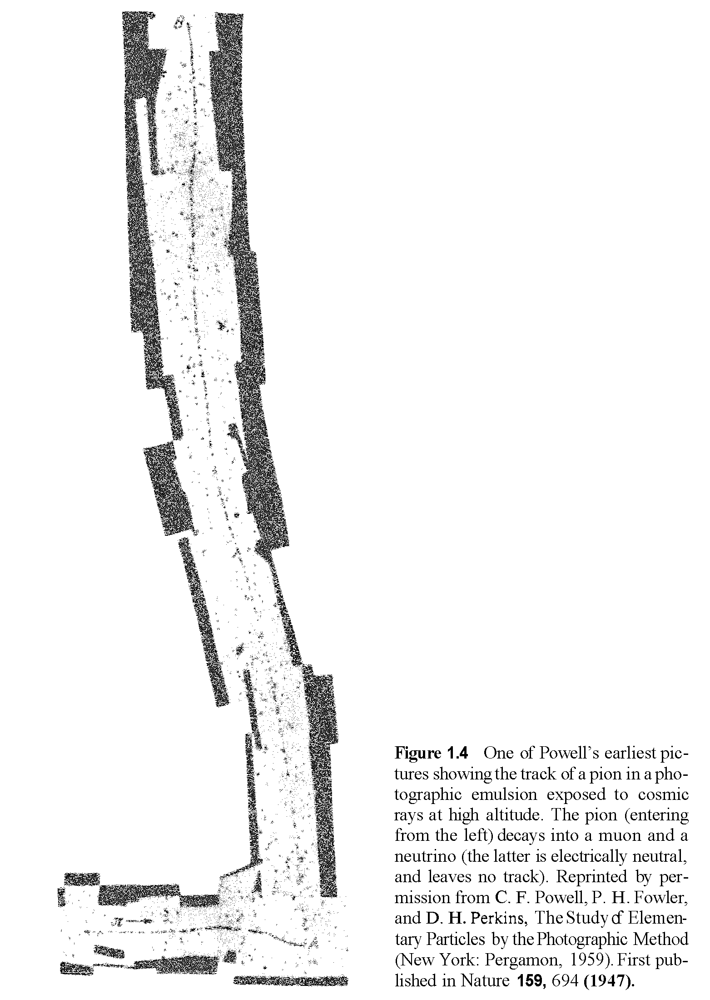 B
π
A
Figure 1.4 One of Powell's earliest pic-
tures showing the track of a pion in a pho-
tographic emulsion exposed to cosmic
rays at high altitude. The pion (entering
from the left) decays into a muon and a
neutrino (the latter is electrically neutral,
and leaves no track). Reprinted by per-
mission from C. F. Powell, P. H. Fowler,
and D. H. Perkins, The Study of Elemen-
tary Particles by the Photographic Method
(New York: Pergamon, 1959). First pub-
lished in Nature 159, 694 (1947).